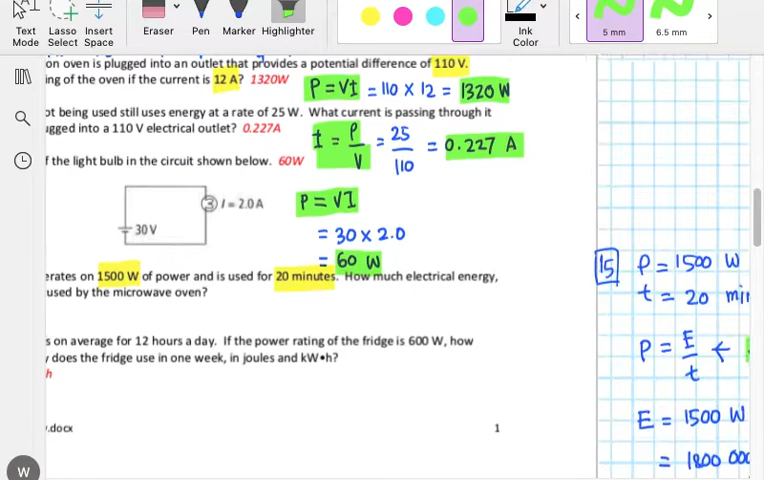 Text Mode
Lasso Select
Insert Space
Eraser
Pen
Marker
Highlighter
Ink Color
5 mm
6.5 mm
on oven is plugged into an outlet that provides a potential difference of 110 V.
ing of the oven if the current is 12 A? 1320W
P = VI = 110 x 12 = 1320 W
ot being used still uses energy at a rate of 25 W. What current is passing through it
ugged into a 110 V electrical outlet? 0.227A
I = P/V = 25/110 = 0.227 A
f the light bulb in the circuit shown below. 60W
I = 2.0 A
30 V
P = VI
= 30 x 2.0
= 60 W
erates on 1500 W of power and is used for 20 minutes. How much electrical energy,
used by the microwave oven?
s on average for 12 hours a day. If the power rating of the fridge is 600 W, how
does the fridge use in one week, in joules and kW•h?
h
.docx
1
15 P = 1500 W
t = 20 min
P = E/t ←
E = 1500 W
= 1800 000
W